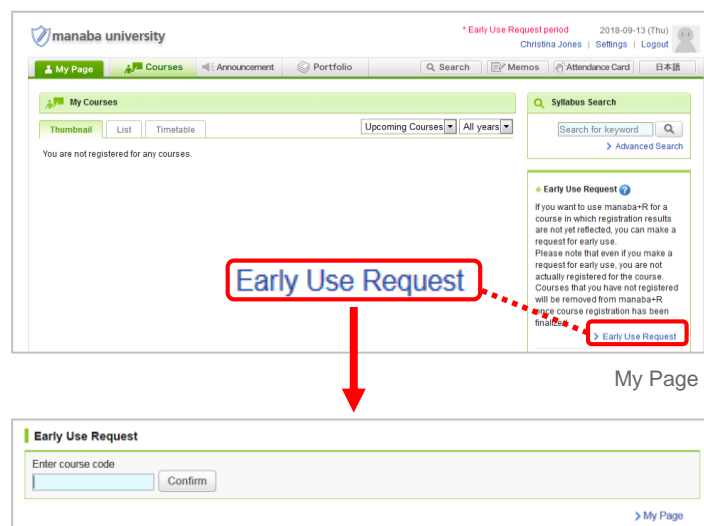 manaba university
* Early Use Request period 2018-09-13 (Thu)
Christina Jones | Settings | Logout
My Page Courses Announcement Portfolio Search Memos Attendance Card 日本語
My Courses
Thumbnail List Timetable Upcoming Courses All years
You are not registered for any courses.
Syllabus Search
Search for keyword
Advanced Search
Early Use Request
If you want to use manaba+R for a
course in which registration results
are not yet reflected, you can make a
request for early use.
Please note that even if you make a
request for early use, you are not
actually registered for the course.
Courses that you have not registered
will be removed from manaba+R
once course registration has been
finalized.
Early Use Request
Early Use Request
My Page
Early Use Request
Enter course code
Confirm
My Page